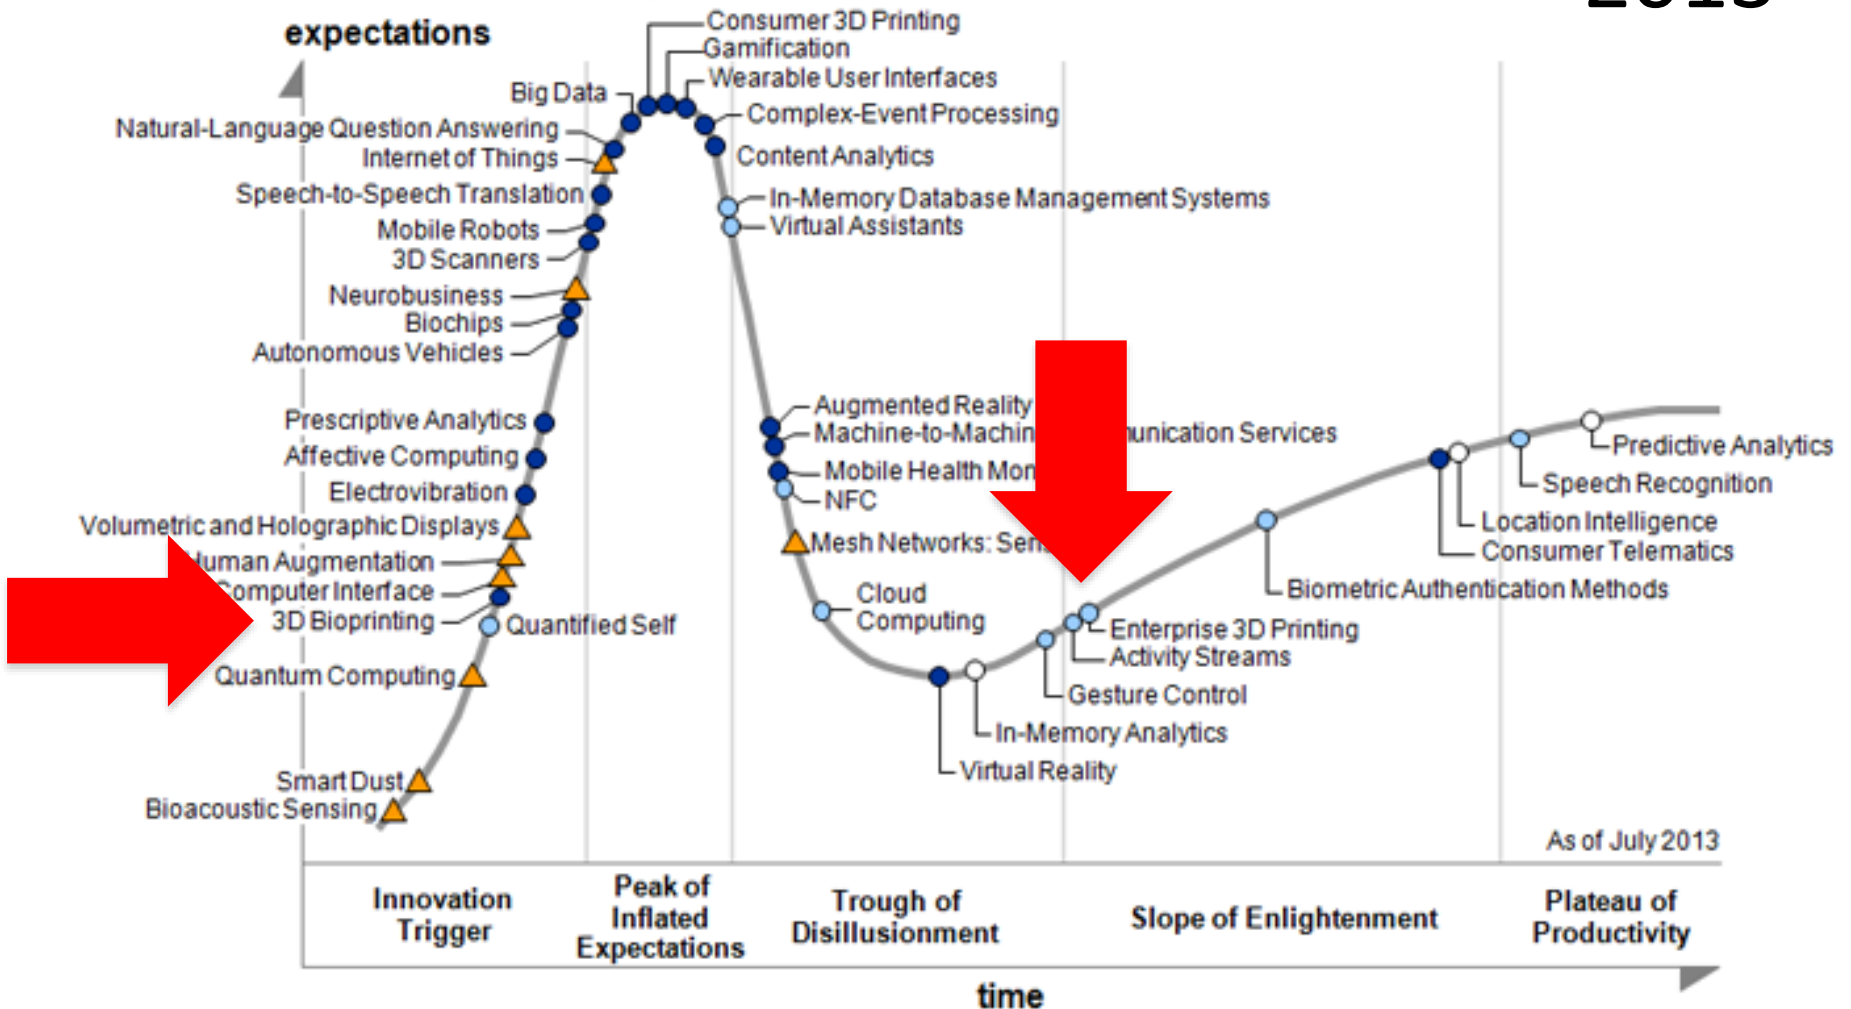 expectations
Consumer 3D Printing
Gamification
Wearable User Interfaces
Big Data
Complex-Event Processing
Natural-Language Question Answering
Internet of Things
Content Analytics
Speech-to-Speech Translation
In-Memory Database Management Systems
Mobile Robots
Virtual Assistants
3D Scanners
Neurobusiness
Biochips
Autonomous Vehicles
Prescriptive Analytics
Augmented Reality
Machine-to-Machin unication Services
Affective Computing
Mobile Health Mon
Electrovibration
NFC
Volumetric and Holographic Displays
Mesh Networks: Sen
Human Augmentation
Computer Interface
3D Bioprinting
Quantified Self
Quantum Computing
Smart Dust
Bioacoustic Sensing
Cloud
Computing
Predictive Analytics
Speech Recognition
Location Intelligence
Consumer Telematics
Biometric Authentication Methods
Enterprise 3D Printing
Activity Streams
Gesture Control
In-Memory Analytics
Virtual Reality
As of July 2013
Innovation
Trigger
Peak of
Inflated
Expectations
Trough of
Disillusionment
Slope of Enlightenment
Plateau of
Productivity
time